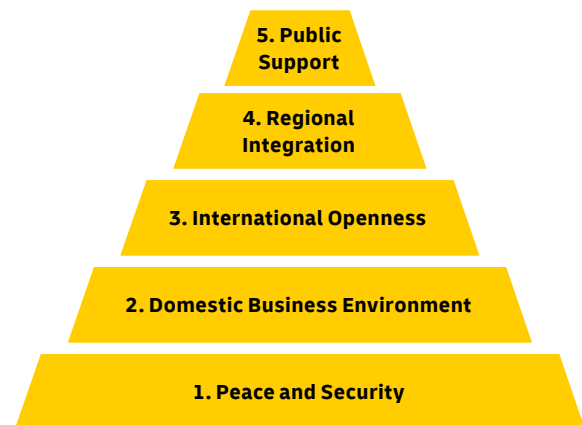 5. Public
Support
4. Regional
Integration
3. International Openness
2. Domestic Business Environment
1. Peace and Security